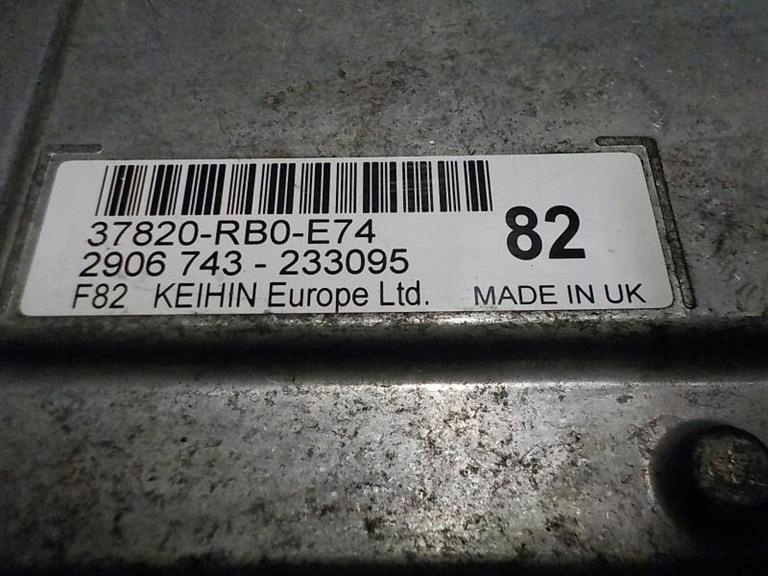 37820-RB0-E74
82
2906 743 - 233095
F82 KEIHIN Europe Ltd. MADE IN UK